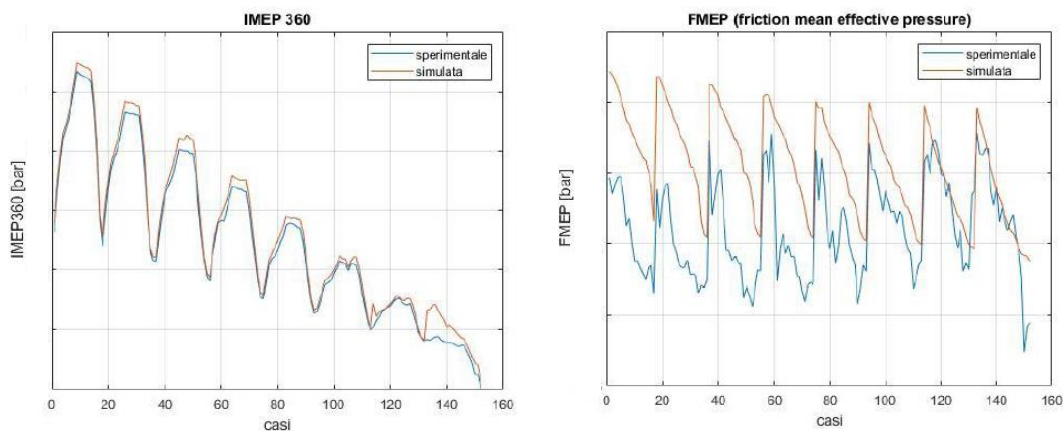 IMEP 360
sperimentale
simulata
IMEP360 [bar]
0 20 40 60 80 100 120 140 160
casi
FMEP (friction mean effective pressure)
sperimentale
simulata
FMEP [bar]
0 20 40 60 80 100 120 140 160
casi